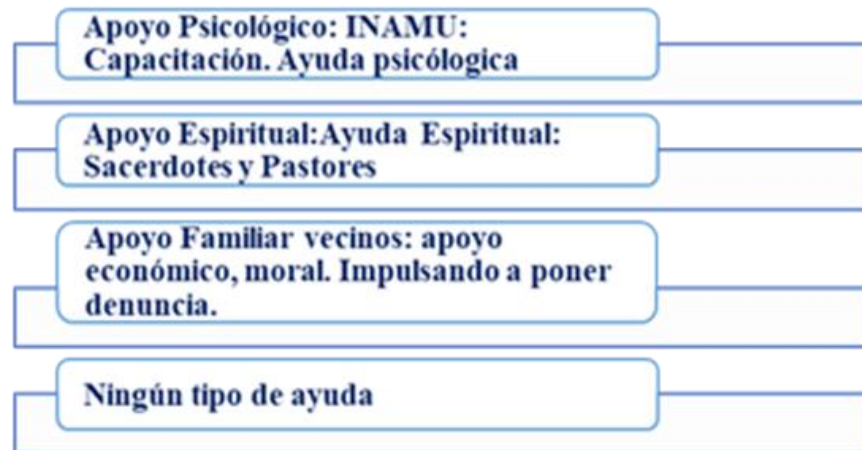 Apoyo Psicológico: INAMU:
Capacitación. Ayuda psicólogica
Apoyo Espiritual:Ayuda Espiritual:
Sacerdotes y Pastores
Apoyo Familiar vecinos: apoyo
económico, moral. Impulsando a poner
denuncia.
Ningún tipo de ayuda